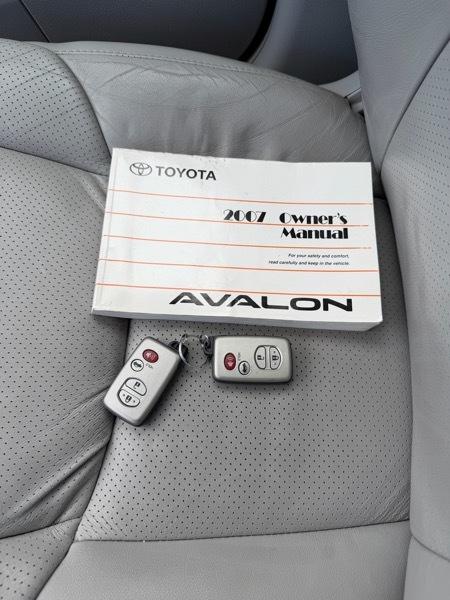 TOYOTA
2007 Owner's
Manual
For your safety and comfort,
read carefully and keep in the vehicle.
AVALON